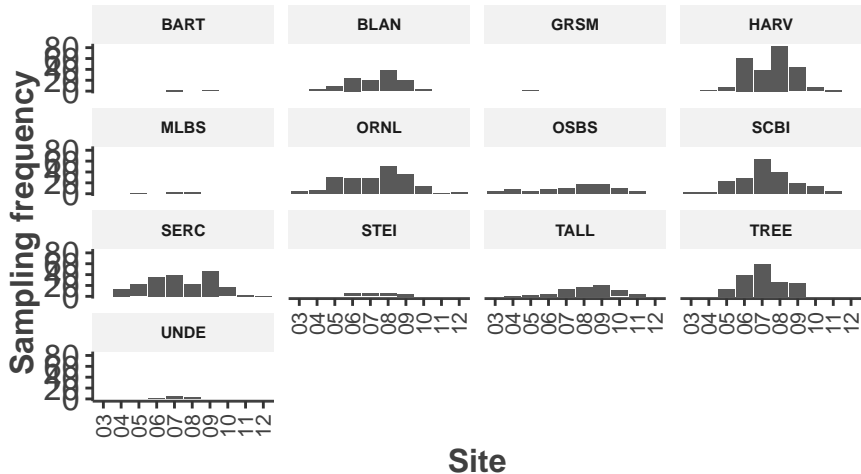 BART BLAN GRSM HARV
80
60
40
20
0
MLBS ORNL OSBS SCBI
80
60
40
20
0
SERC STEI TALL TREE
80
60
40
20
0
03 04 05 06 07 08 09 10 11 12 03 04 05 06 07 08 09 10 11 12 03 04 05 06 07 08 09 10 11 12
UNDE
80
60
40
20
0
03 04 05 06 07 08 09 10 11 12
Sampling frequency
Site